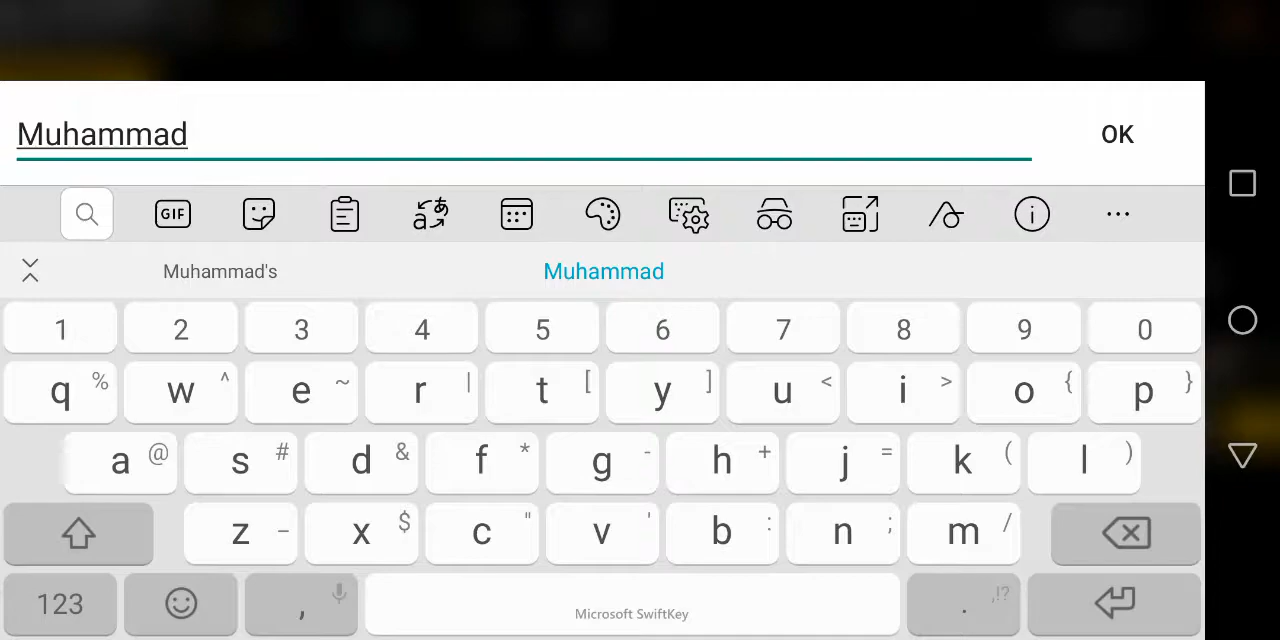 Muhammad
OK
GIF
Muhammad's Muhammad
1 2 3 4 5 6 7 8 9 0
q % w ^ e ~ r | t [ y ] u < i > o { p }
a @ s # d & f * g - h + j = k ( l )
z _ x $ c " v ' b : n ; m /
123 , Microsoft SwiftKey . ,!?